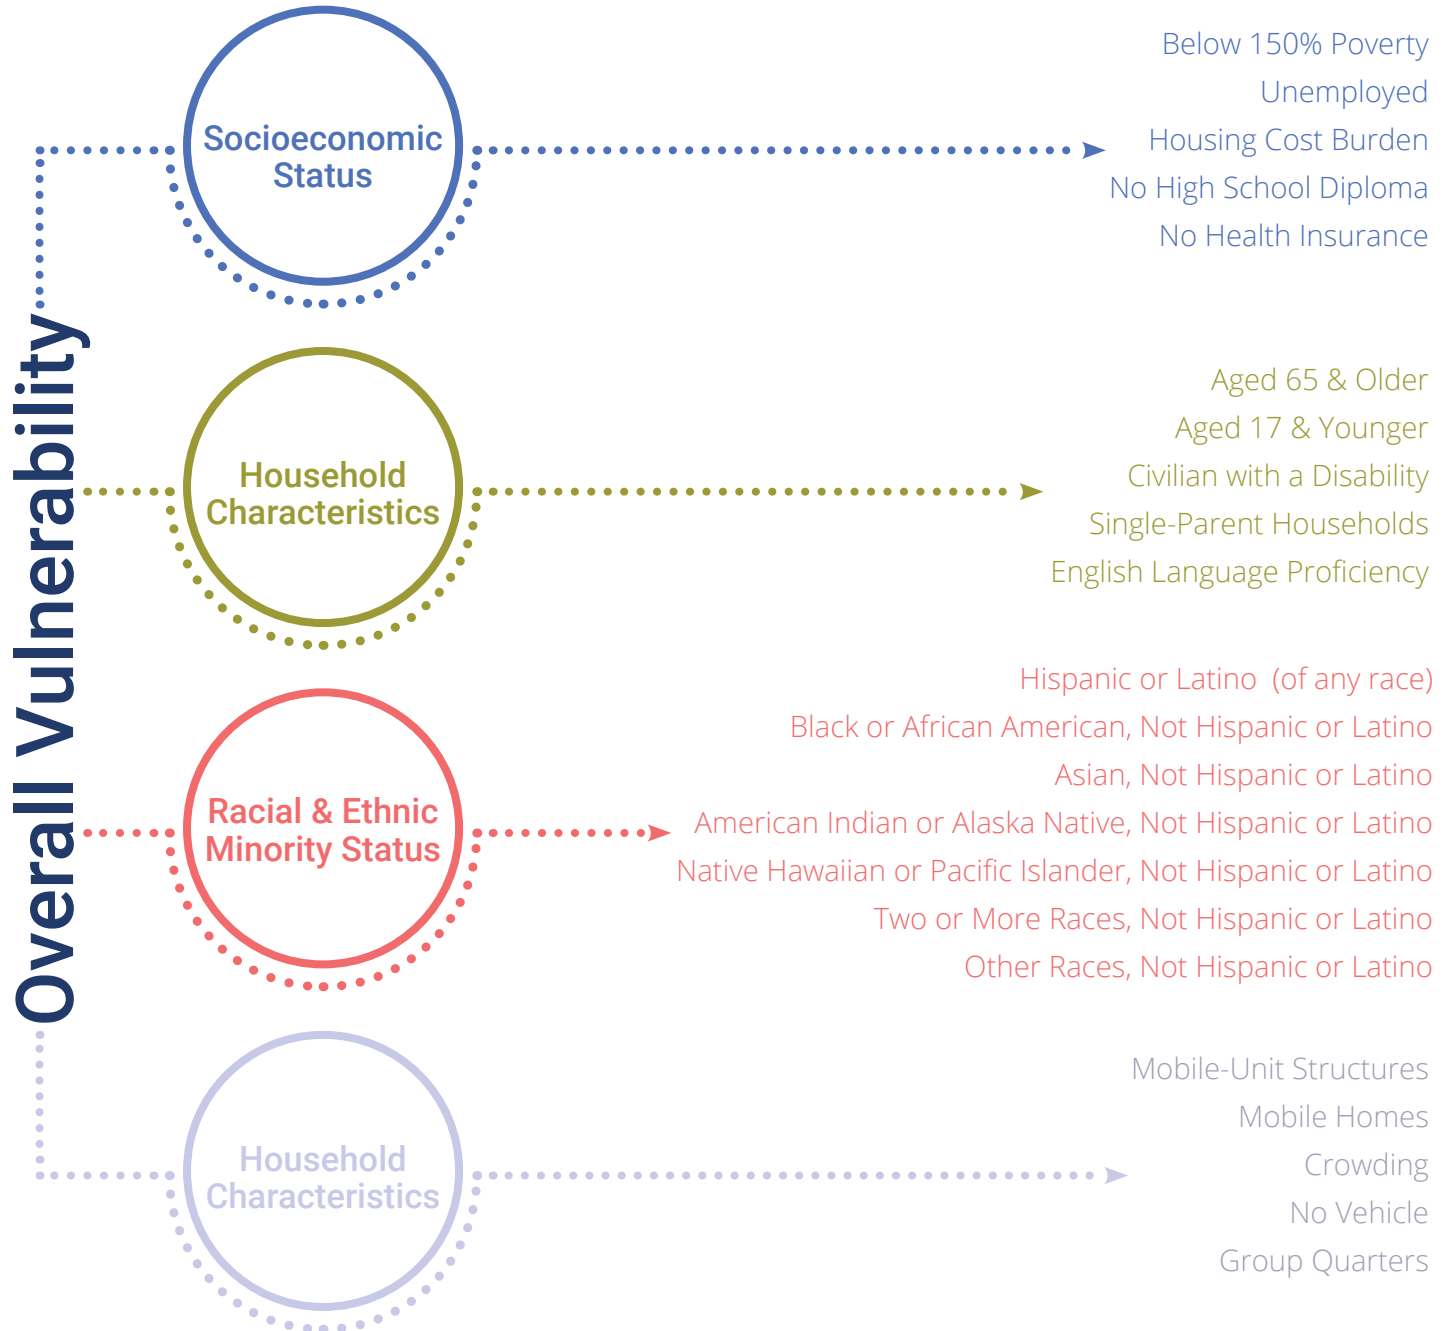 Overall Vulnerability
Socioeconomic
Status
Below 150% Poverty
Unemployed
Housing Cost Burden
No High School Diploma
No Health Insurance
Household
Characteristics
Aged 65 & Older
Aged 17 & Younger
Civilian with a Disability
Single-Parent Households
English Language Proficiency
Racial & Ethnic
Minority Status
Hispanic or Latino (of any race)
Black or African American, Not Hispanic or Latino
Asian, Not Hispanic or Latino
American Indian or Alaska Native, Not Hispanic or Latino
Native Hawaiian or Pacific Islander, Not Hispanic or Latino
Two or More Races, Not Hispanic or Latino
Other Races, Not Hispanic or Latino
Household
Characteristics
Mobile-Unit Structures
Mobile Homes
Crowding
No Vehicle
Group Quarters